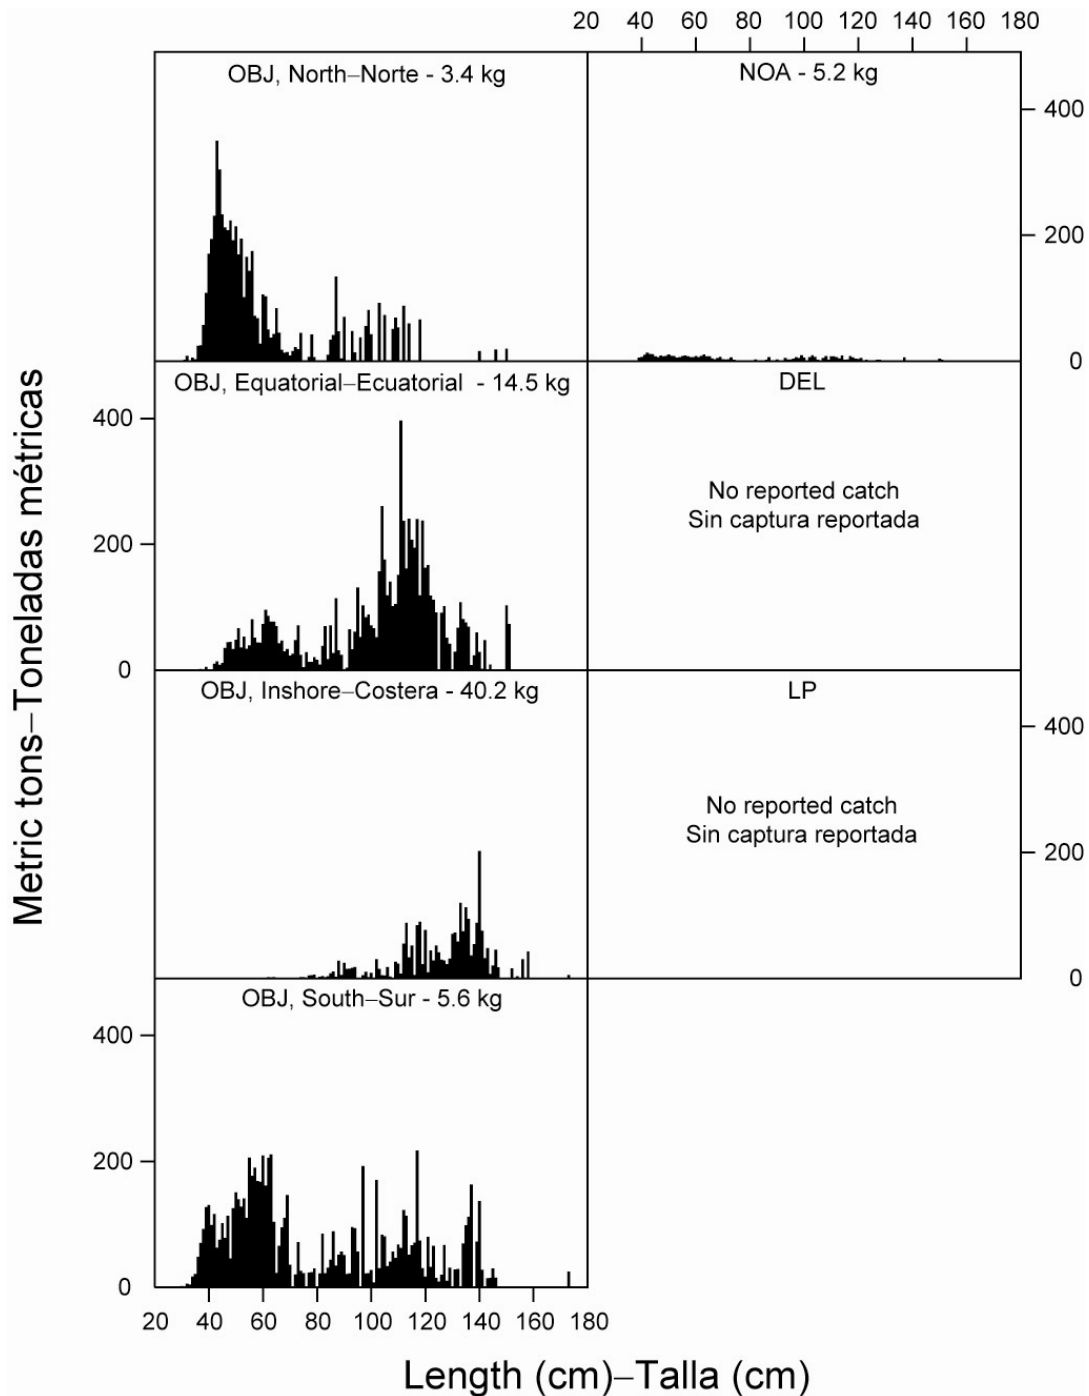 20 40 60 80 100 120 140 160 180
OBJ, North–Norte - 3.4 kg
NOA - 5.2 kg
400
200
0
OBJ, Equatorial–Ecuatorial - 14.5 kg
DEL
400
200
0
No reported catch
Sin captura reportada
OBJ, Inshore–Costera - 40.2 kg
LP
400
200
0
No reported catch
Sin captura reportada
OBJ, South–Sur - 5.6 kg
400
200
0
20 40 60 80 100 120 140 160 180
Length (cm)–Talla (cm)
Metric tons–Toneladas métricas